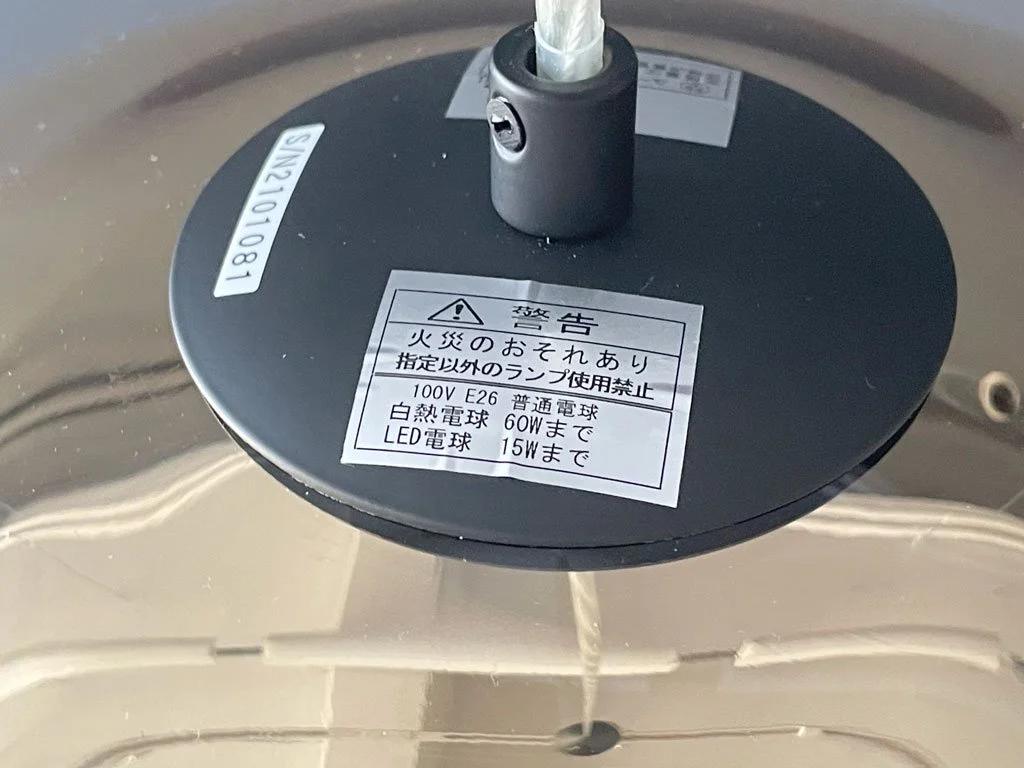 S/N2101081
警告
火災のおそれあり
指定以外のランプ使用禁止
100V E26 普通電球
白熱電球 60Wまで
LED電球 15Wまで